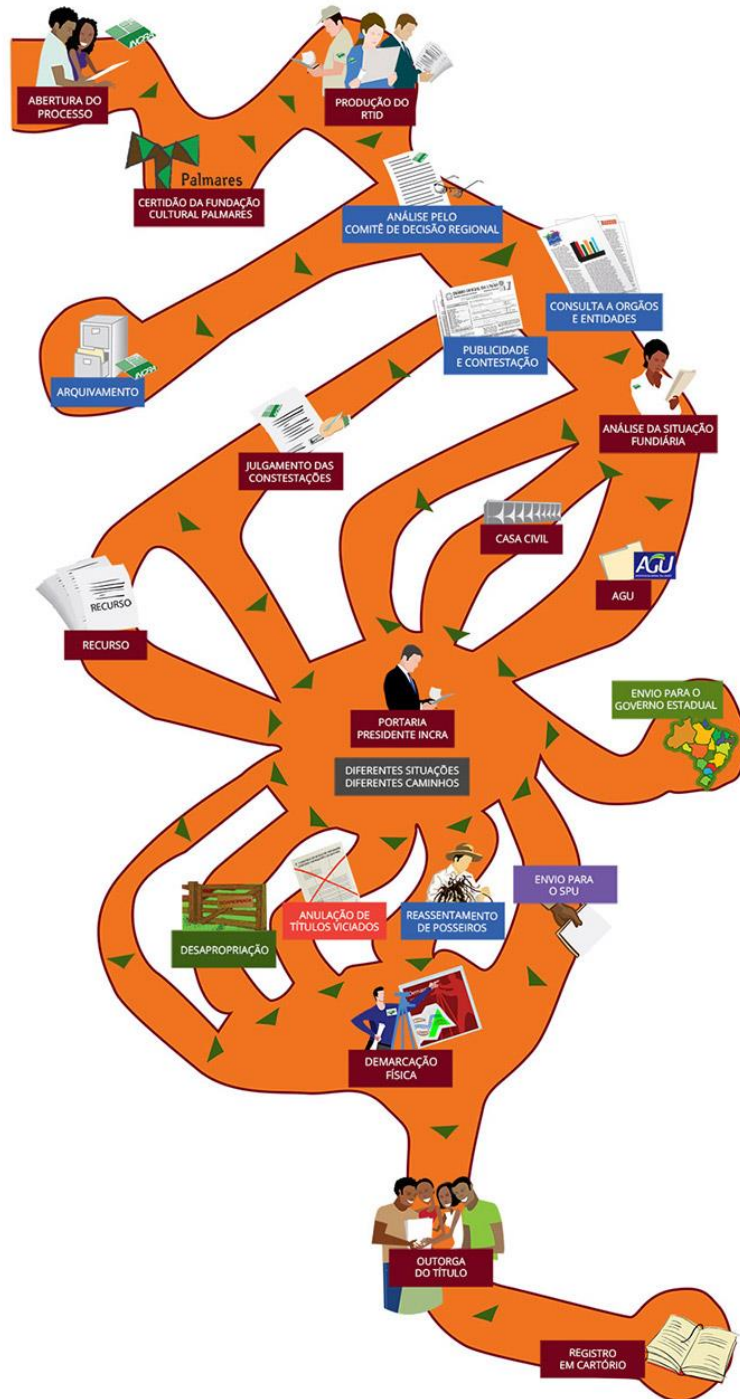 INCRA
ABERTURA DO
PROCESSO
PRODUÇÃO DO
RTID
Palmares
CERTIDÃO DA FUNDAÇÃO
CULTURAL PALMARES
ANÁLISE PELO
COMITÊ DE DECISÃO REGIONAL
CONSULTA A ORGÃOS
E ENTIDADES
PUBLICIDADE
E CONTESTAÇÃO
INCRA
ARQUIVAMENTO
ANÁLISE DA SITUAÇÃO
FUNDIÁRIA
JULGAMENTO DAS
CONSTESTAÇÕES
CASA CIVIL
AGU
AGU
RECURSO
RECURSO
PORTARIA
PRESIDENTE INCRA
ENVIO PARA O
GOVERNO ESTADUAL
DIFERENTES SITUAÇÕES
DIFERENTES CAMINHOS
DESAPROPRIAÇÃO
ANULAÇÃO DE
TÍTULOS VICIADOS
REASSENTAMENTO
DE POSSEIROS
ENVIO PARA
O SPU
DEMARCAÇÃO
FÍSICA
OUTORGA
DO TÍTULO
REGISTRO
EM CARTÓRIO